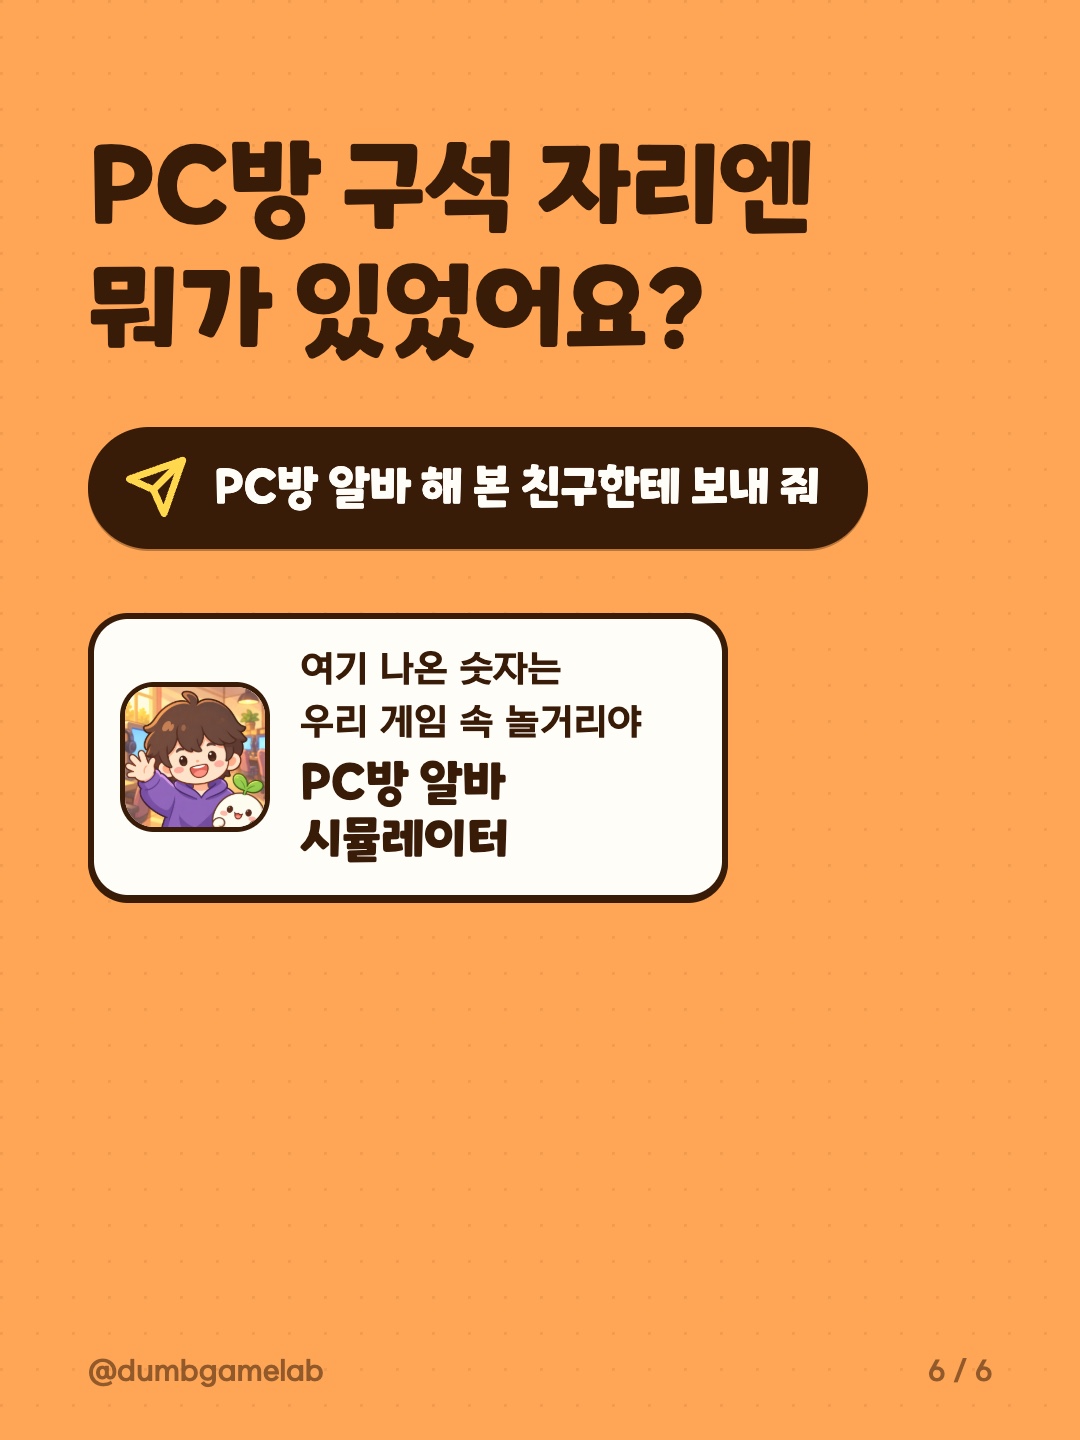 PC방 구석 자리엔
뭐가 있었어요?
PC방 알바 해 본 친구한테 보내 줘
여기 나온 숫자는
우리 게임 속 놀거리야
PC방 알바
시뮬레이터
@dumbgamelab
6 / 6